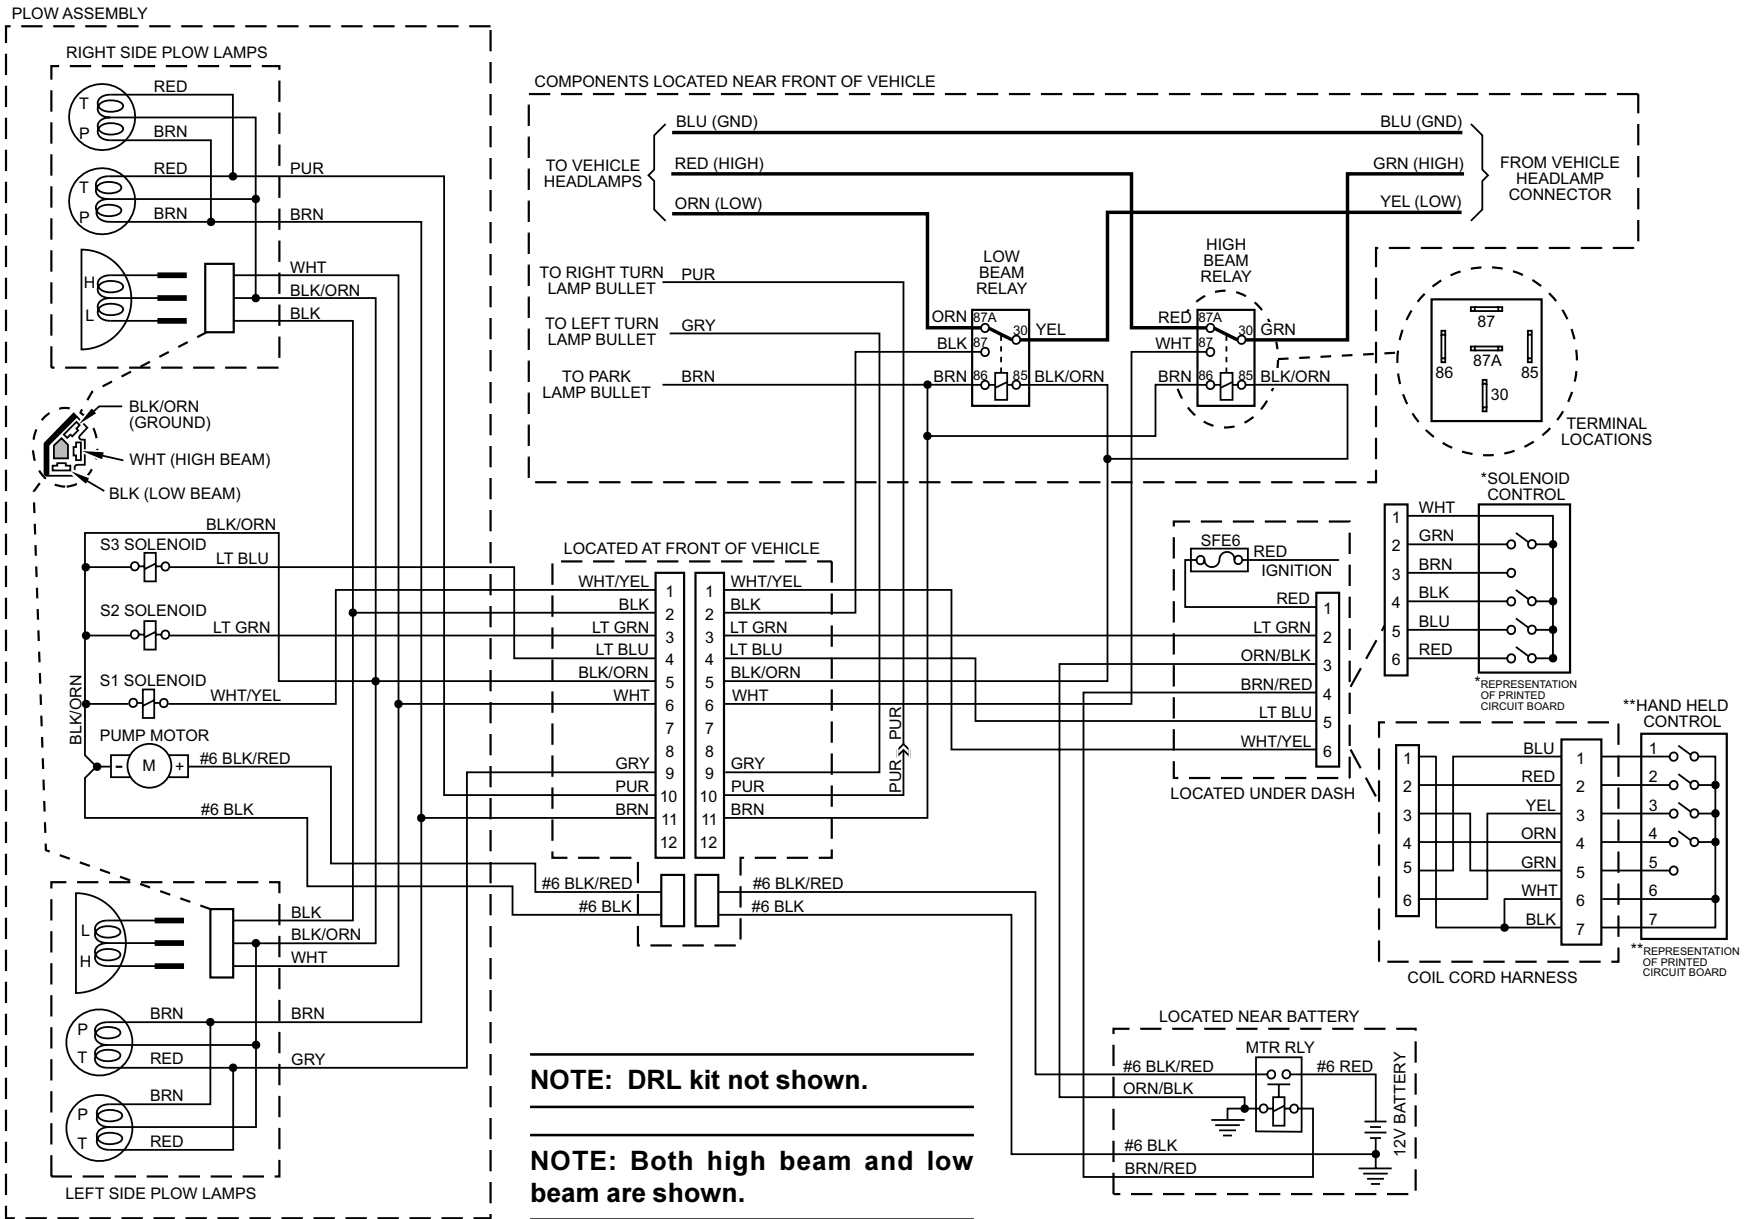 PLOW ASSEMBLY
RIGHT SIDE PLOW LAMPS
RED
T
P
BRN
RED
PUR
T
P
BRN
BRN
WHT
H
BLK/ORN
L
BLK
BLK/ORN
(GROUND)
WHT (HIGH BEAM)
BLK (LOW BEAM)
BLK/ORN
S3 SOLENOID
LT BLU
S2 SOLENOID
LT GRN
S1 SOLENOID
WHT/YEL
BLK/ORN
PUMP MOTOR
- M +
#6 BLK/RED
#6 BLK
BLK
L
BLK/ORN
H
WHT
BRN
BRN
P
T
RED
GRY
BRN
P
T
RED
LEFT SIDE PLOW LAMPS
COMPONENTS LOCATED NEAR FRONT OF VEHICLE
BLU (GND)
BLU (GND)
TO VEHICLE
HEADLAMPS
RED (HIGH)
GRN (HIGH)
FROM VEHICLE
HEADLAMP
CONNECTOR
ORN (LOW)
YEL (LOW)
LOW
BEAM
RELAY
HIGH
BEAM
RELAY
TO RIGHT TURN
LAMP BULLET
PUR
TO LEFT TURN
LAMP BULLET
GRY
TO PARK
LAMP BULLET
BRN
ORN
87A
30
YEL
BLK
87
BRN
86
85
BLK/ORN
RED
87A
30
GRN
WHT
87
BRN
86
85
BLK/ORN
87
87A
86
85
30
TERMINAL
LOCATIONS
LOCATED AT FRONT OF VEHICLE
WHT/YEL 1 1 WHT/YEL
BLK 2 2 BLK
LT GRN 3 3 LT GRN
LT BLU 4 4 LT BLU
BLK/ORN 5 5 BLK/ORN
WHT 6 6 WHT
7 7
8 8
GRY 9 9 GRY
PUR 10 10 PUR
BRN 11 11 BRN
12 12
PUR
PUR
#6 BLK/RED
#6 BLK/RED
#6 BLK
#6 BLK
SFE6
RED
IGNITION
RED 1
LT GRN 2
ORN/BLK 3
BRN/RED 4
LT BLU 5
WHT/YEL 6
LOCATED UNDER DASH
*SOLENOID
CONTROL
1 WHT
2 GRN
3 BRN
4 BLK
5 BLU
6 RED
*REPRESENTATION
OF PRINTED
CIRCUIT BOARD
**HAND HELD
CONTROL
1
2
3
4
5
6
BLU 1 1
RED 2 2
YEL 3 3
ORN 4 4
GRN 5 5
WHT 6 6
BLK 7 7
**REPRESENTATION
OF PRINTED
CIRCUIT BOARD
COIL CORD HARNESS
LOCATED NEAR BATTERY
MTR RLY
#6 BLK/RED
#6 RED
ORN/BLK
12V BATTERY
#6 BLK
BRN/RED
NOTE: DRL kit not shown.
NOTE: Both high beam and low
beam are shown.